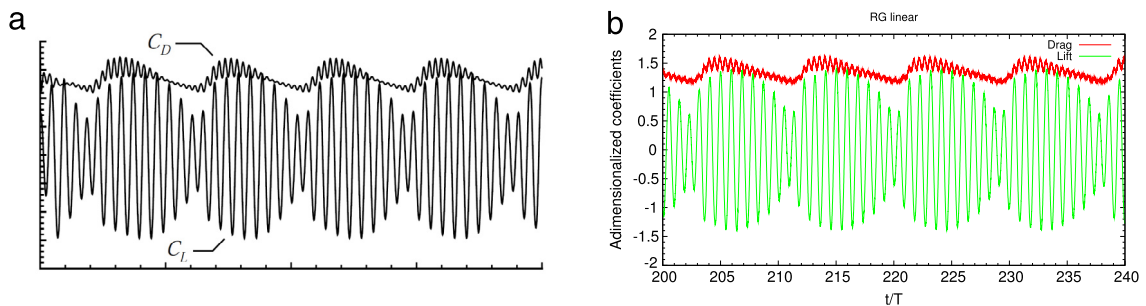 a
C_D
C_L
b
RG linear
Adimensionalized coefficients
2
1.5
1
0.5
0
-0.5
-1
-1.5
-2
Drag
Lift
200 205 210 215 220 225 230 235 240
t/T